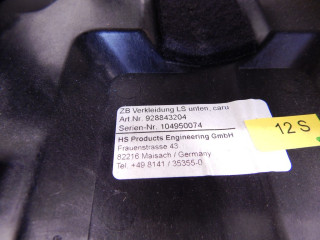 ZB Verkleidung LS unten, caru
Art.Nr. 928843204
Serien-Nr. 104950074
HS Products Engineering GmbH
Frauenstrasse 43
82216 Maisach / Germany
Tel. +49 8141 / 35355-0
12 S